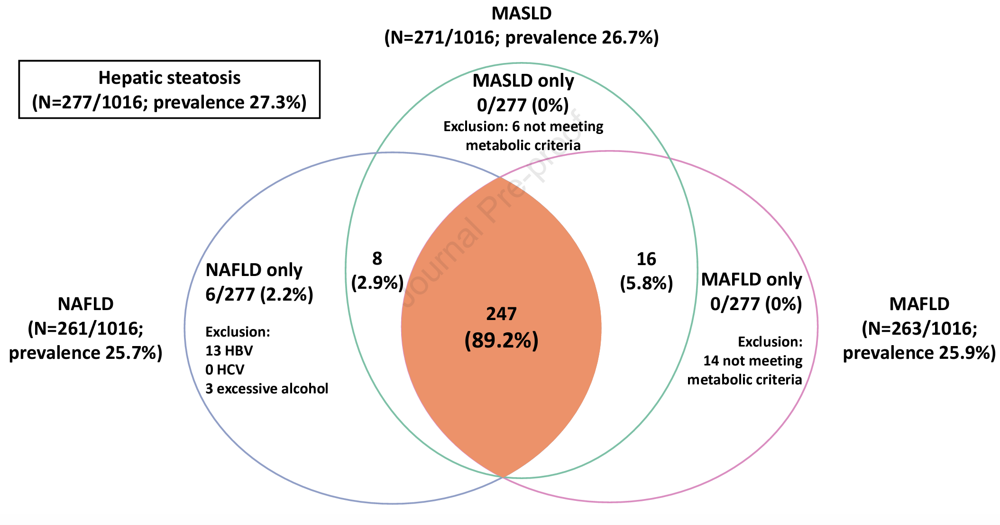 MASLD
(N=271/1016; prevalence 26.7%)
Hepatic steatosis
(N=277/1016; prevalence 27.3%)
MASLD only
0/277 (0%)
Exclusion: 6 not meeting
metabolic criteria
NAFLD only
6/277 (2.2%)
Exclusion:
13 HBV
0 HCV
3 excessive alcohol
8
(2.9%)
247
(89.2%)
16
(5.8%)
MAFLD only
0/277 (0%)
Exclusion:
14 not meeting
metabolic criteria
NAFLD
(N=261/1016;
prevalence 25.7%)
MAFLD
(N=263/1016;
prevalence 25.9%)
Journal Pre-proof